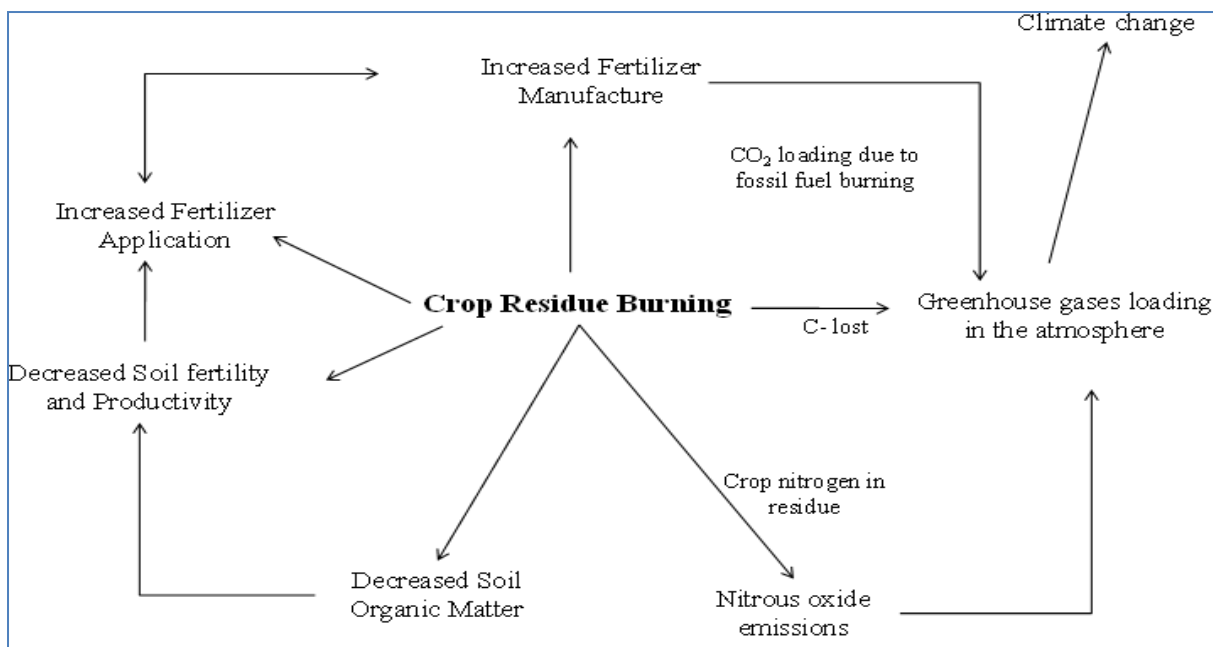 Climate change
Increased Fertilizer
Manufacture
CO₂ loading due to
fossil fuel burning
Increased Fertilizer
Application
Crop Residue Burning
C- lost
Greenhouse gases loading
in the atmosphere
Decreased Soil fertility
and Productivity
Crop nitrogen in
residue
Decreased Soil
Organic Matter
Nitrous oxide
emissions